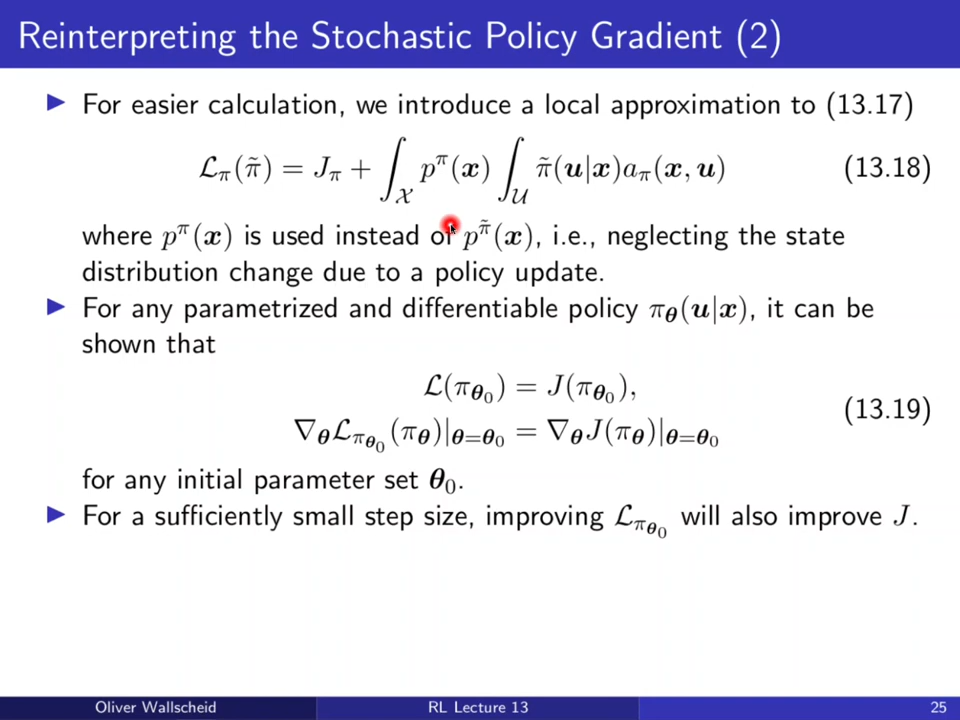 Reinterpreting the Stochastic Policy Gradient (2)
▶ For easier calculation, we introduce a local approximation to (13.17)
ℒ_π(π̃) = J_π + ∫_𝒳 p^π(𝒙) ∫_𝒰 π̃(𝒖|𝒙)a_π(𝒙, 𝒖) (13.18)
where p^π(𝒙) is used instead of p^π̃(𝒙), i.e., neglecting the state
distribution change due to a policy update.
▶ For any parametrized and differentiable policy π_𝜽(𝒖|𝒙), it can be
shown that
ℒ(π_𝜽₀) = J(π_𝜽₀),
∇_𝜽ℒ_π_𝜽₀(π_𝜽)|_𝜽=𝜽₀ = ∇_𝜽J(π_𝜽)|_𝜽=𝜽₀ (13.19)
for any initial parameter set 𝜽₀.
▶ For a sufficiently small step size, improving ℒ_π_𝜽₀ will also improve J.
Oliver Wallscheid RL Lecture 13 25